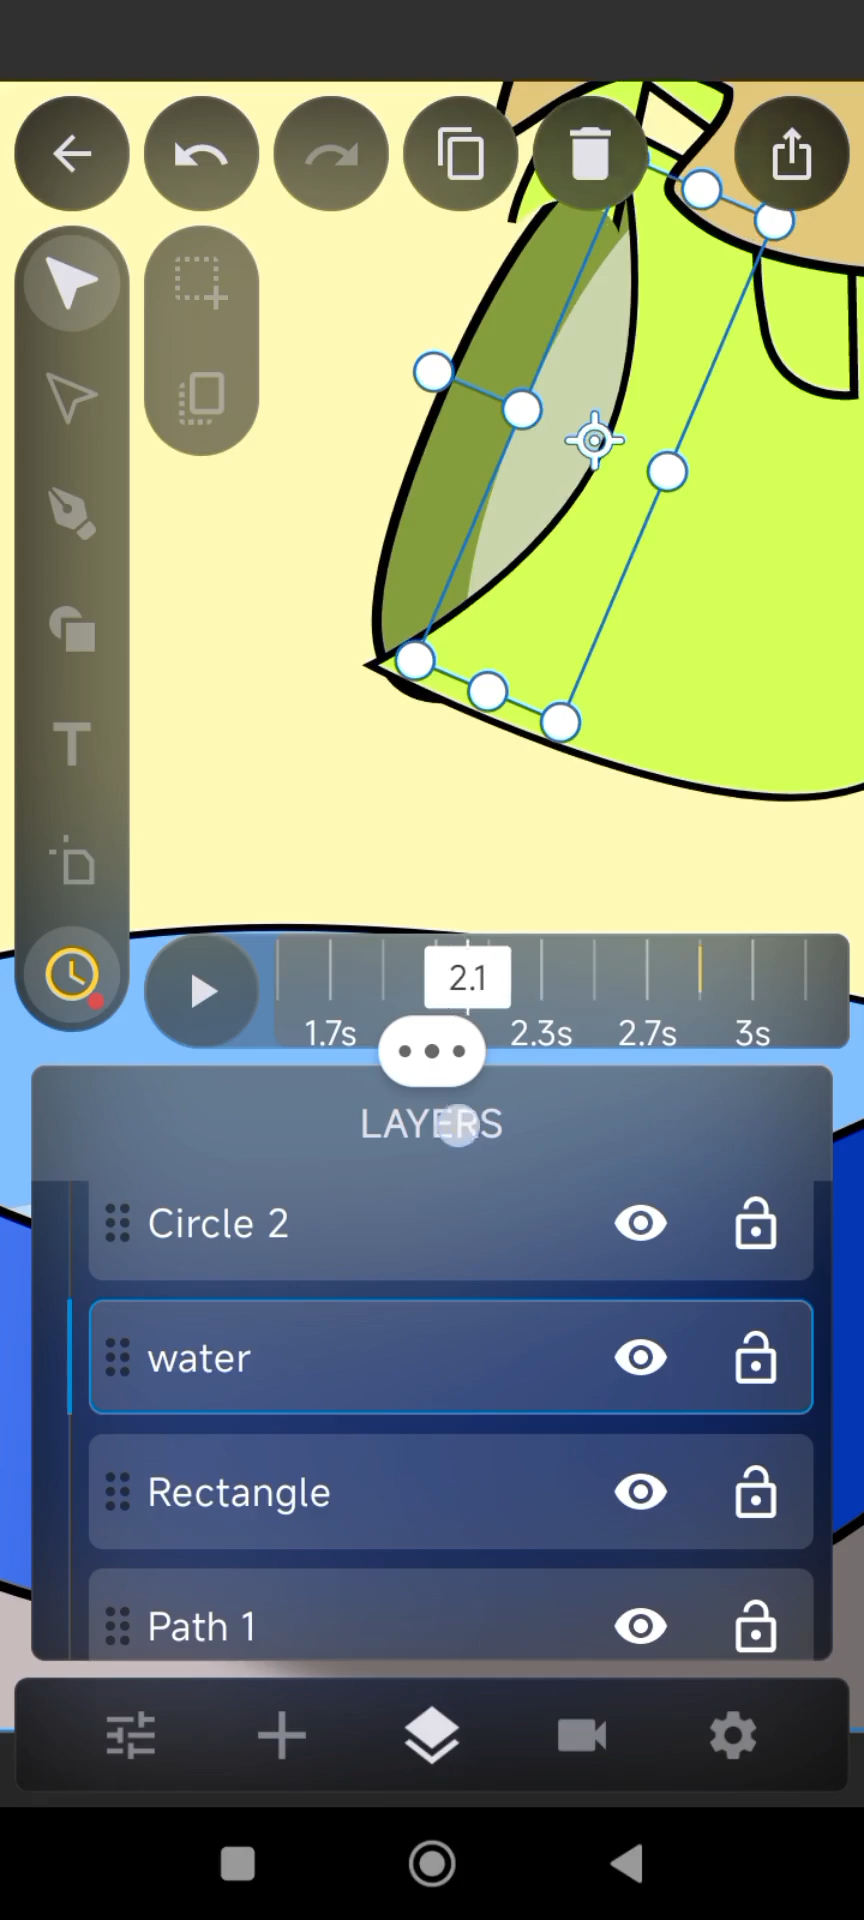 T
2.1
1.7s 2.3s 2.7s 3s
LAYERS
Circle 2
water
Rectangle
Path 1